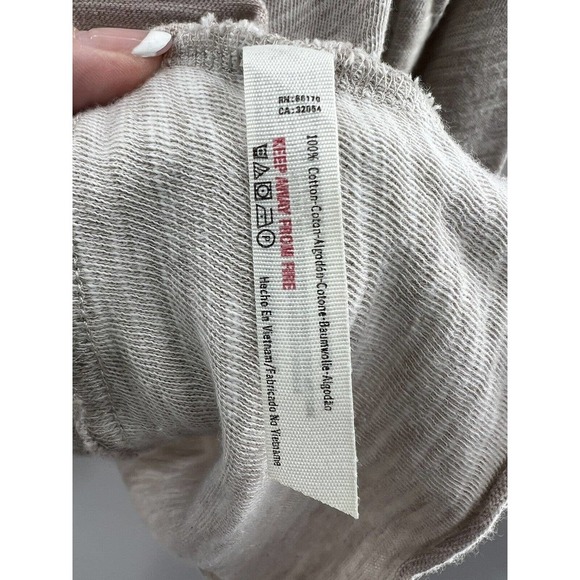 RN:66170
CA:32054
100% Cotton-Coton-Algodón-Cotone-Baumwolle-Algodão
KEEP AWAY FROM FIRE
Hecho En Vietnam/Fabricado No Vietname